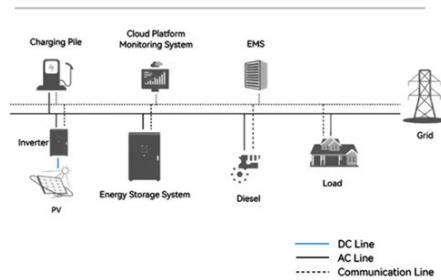 Charging Pile
Cloud Platform
Monitoring System
EMS
Grid
Inverter
PV
Energy Storage System
Diesel
Load
DC Line
AC Line
Communication Line